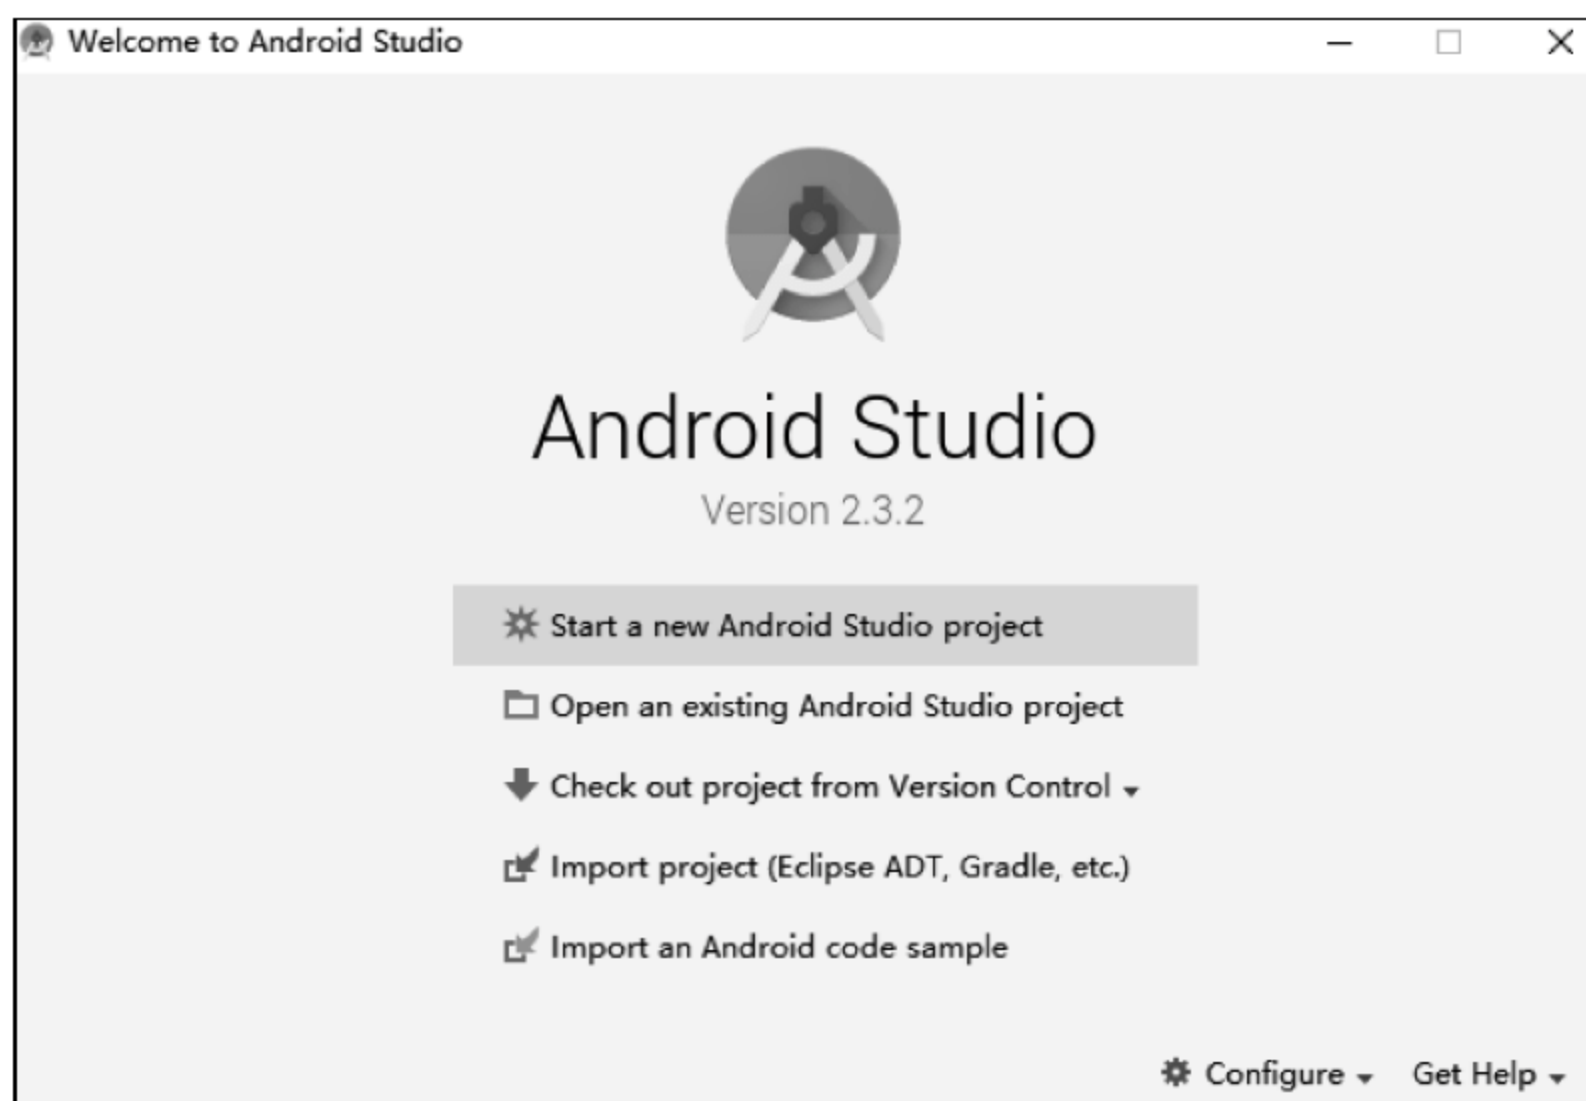 Welcome to Android Studio
Android Studio
Version 2.3.2
Start a new Android Studio project
Open an existing Android Studio project
Check out project from Version Control
Import project (Eclipse ADT, Gradle, etc.)
Import an Android code sample
Configure Get Help